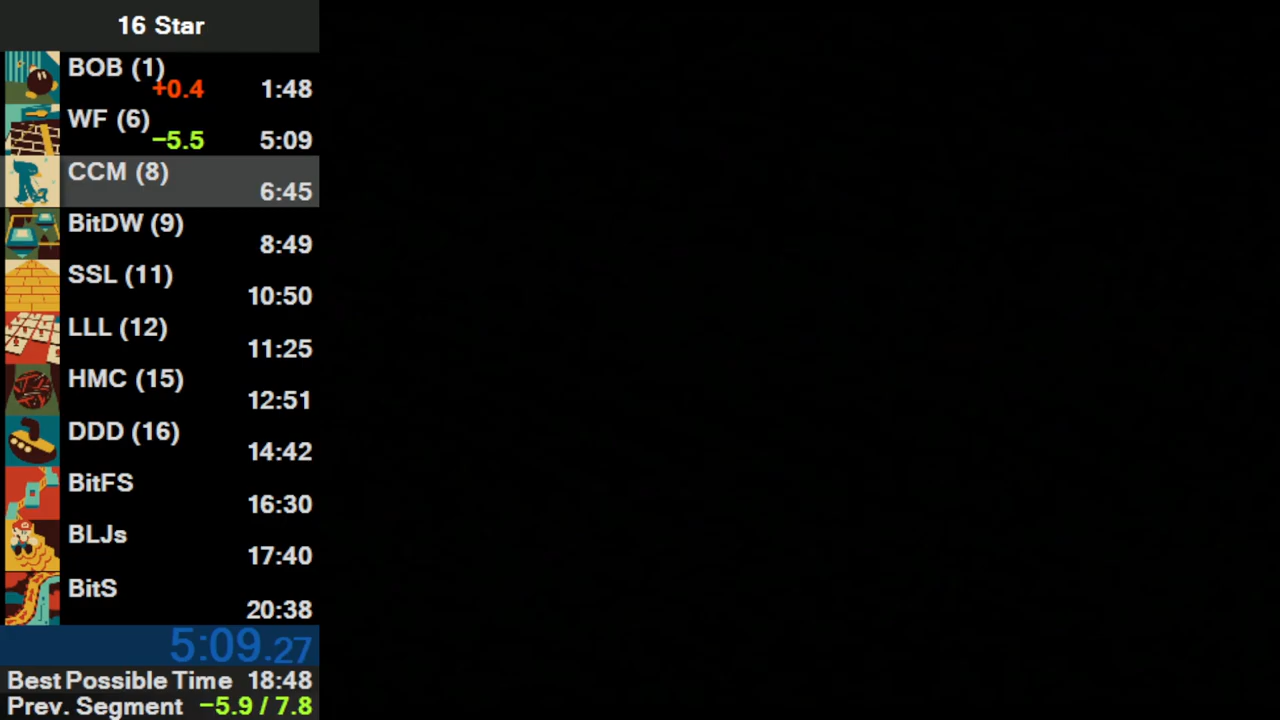 16 Star
BOB (1)
+0.4 1:48
WF (6)
−5.5 5:09
CCM (8)
6:45
BitDW (9)
8:49
SSL (11)
10:50
LLL (12)
11:25
HMC (15)
12:51
DDD (16)
14:42
BitFS
16:30
BLJs
17:40
BitS
20:38
5:09.27
Best Possible Time 18:48
Prev. Segment −5.9 / 7.8